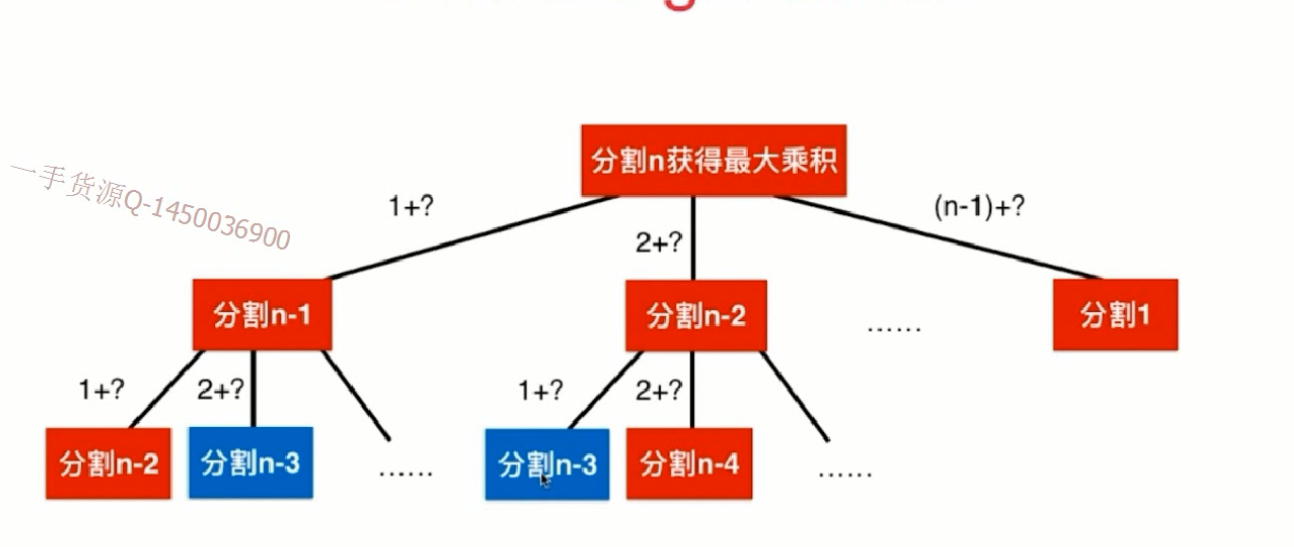 分割n获得最大乘积
一手货源Q-1450036900
1+?
2+?
(n-1)+?
分割n-1
分割n-2
......
分割1
1+?
2+?
1+?
2+?
分割n-2
分割n-3
......
分割n-3
分割n-4
......